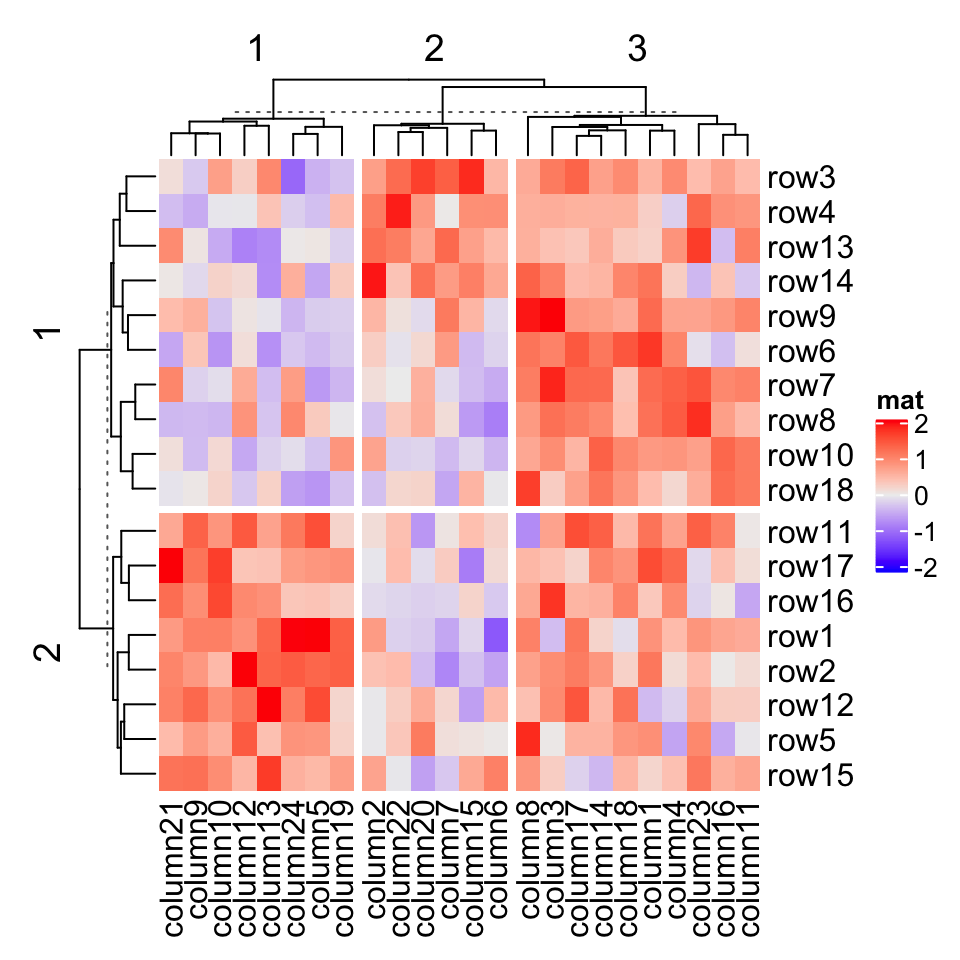 1 2 3
1
2
row3
row4
row13
row14
row9
row6
row7
row8
row10
row18
row11
row17
row16
row1
row2
row12
row5
row15
mat
2
1
0
-1
-2
column21
column9
column10
column12
column13
column24
column5
column19
column2
column22
column20
column7
column15
column6
column8
column3
column17
column14
column18
column1
column4
column23
column16
column11